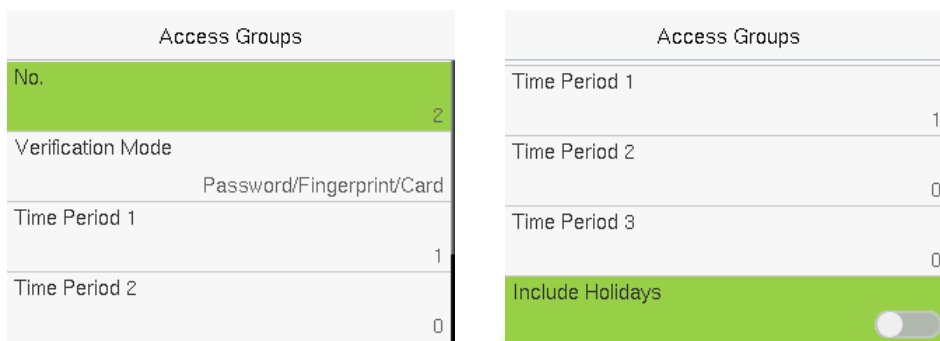 Access Groups
No.
2
Verification Mode
Password/Fingerprint/Card
Time Period 1
1
Time Period 2
0
Access Groups
Time Period 1
1
Time Period 2
0
Time Period 3
0
Include Holidays